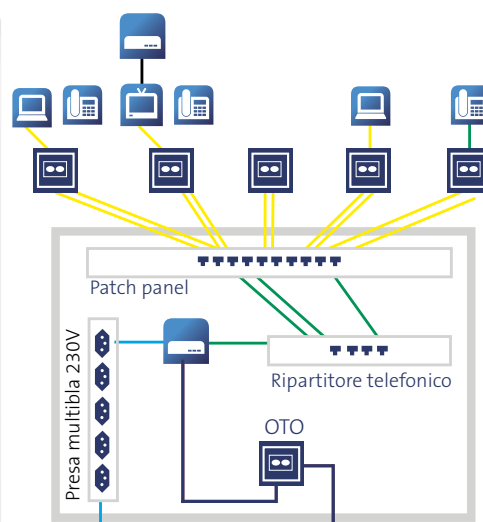 Patch panel
Presa multibla 230V
Ripartitore telefonico
OTO